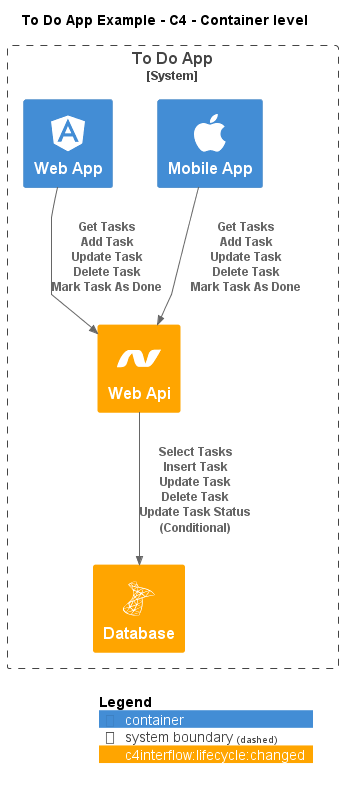 To Do App Example - C4 - Container level
To Do App
[System]
Web App
Mobile App
Get Tasks
Add Task
Update Task
Delete Task
Mark Task As Done
Get Tasks
Add Task
Update Task
Delete Task
Mark Task As Done
Web Api
Select Tasks
Insert Task
Update Task
Delete Task
Update Task Status
(Conditional)
Database
Legend
container
system boundary (dashed)
c4interflow:lifecycle:changed